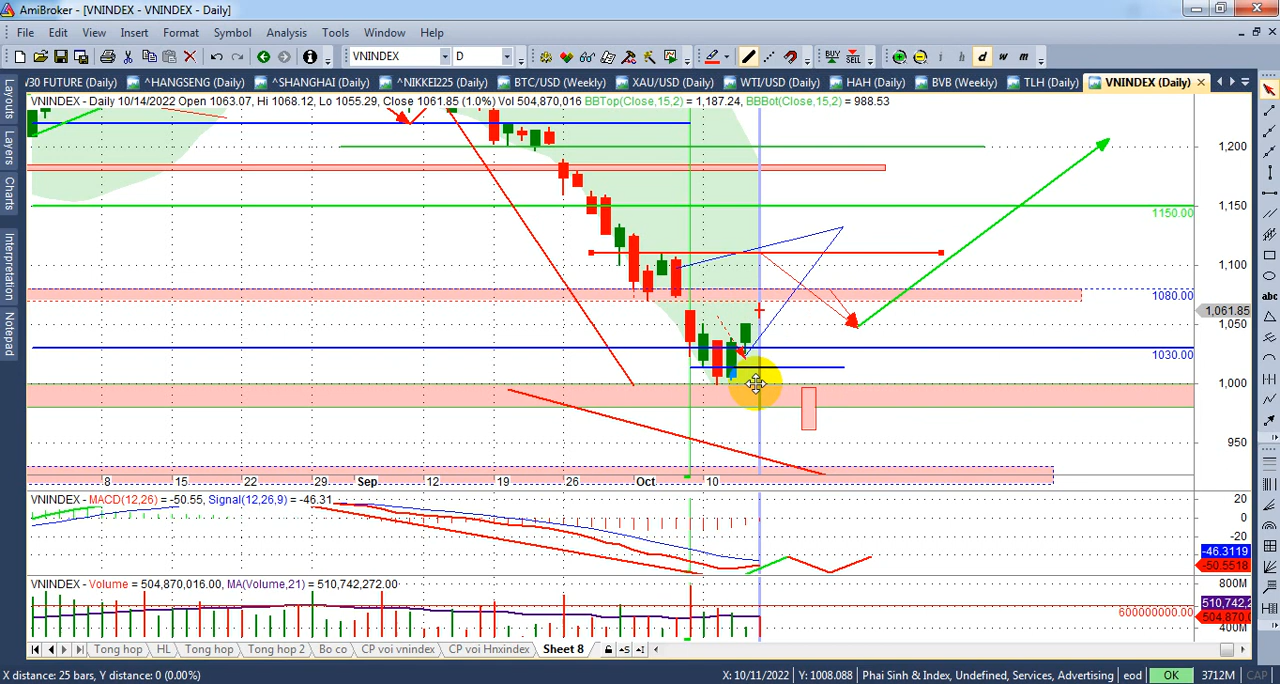 AmiBroker - [VNINDEX - VNINDEX - Daily]
File Edit View Insert Format Symbol Analysis Tools Window Help
VNINDEX D BUY SELL i h d w m
/30 FUTURE (Daily) ^HANGSENG (Daily) ^SHANGHAI (Daily) ^NIKKEI225 (Daily) BTC/USD (Weekly) XAU/USD (Daily) WTI/USD (Daily) HAH (Daily) BVB (Weekly) TLH (Daily) VNINDEX (Daily)
VNINDEX - Daily 10/14/2022 Open 1063.07, Hi 1068.12, Lo 1055.29, Close 1061.85 (1.0%) Vol 504,870,016 BBTop(Close,15,2) = 1,187.24, BBBot(Close,15,2) = 988.53
Layouts
Layers
Charts
Interpretation
Notepad
1,200
1,150
1150.00
1,100
1080.00
1,061.85
1,050
1030.00
1,000
950
8 15 22 29 Sep 12 19 26 Oct 10
abc
VNINDEX - MACD(12,26) = -50.55, Signal(12,26,9) = -46.31
20
0
-20
-46.3119
-50.5518
VNINDEX - Volume = 504,870,016.00, MA(Volume,21) = 510,742,272.00
800M
510,742,2
600000000.00
504,870,0
400M
Tong hop HL Tong hop Tong hop 2 Bo co CP voi vnindex CP voi Hnxindex Sheet 8
X distance: 25 bars, Y distance: 0 (0.00%) X: 10/11/2022 Y: 1008.088 Phai Sinh & Index, Undefined, Services, Advertising eod OK 3712M CAP